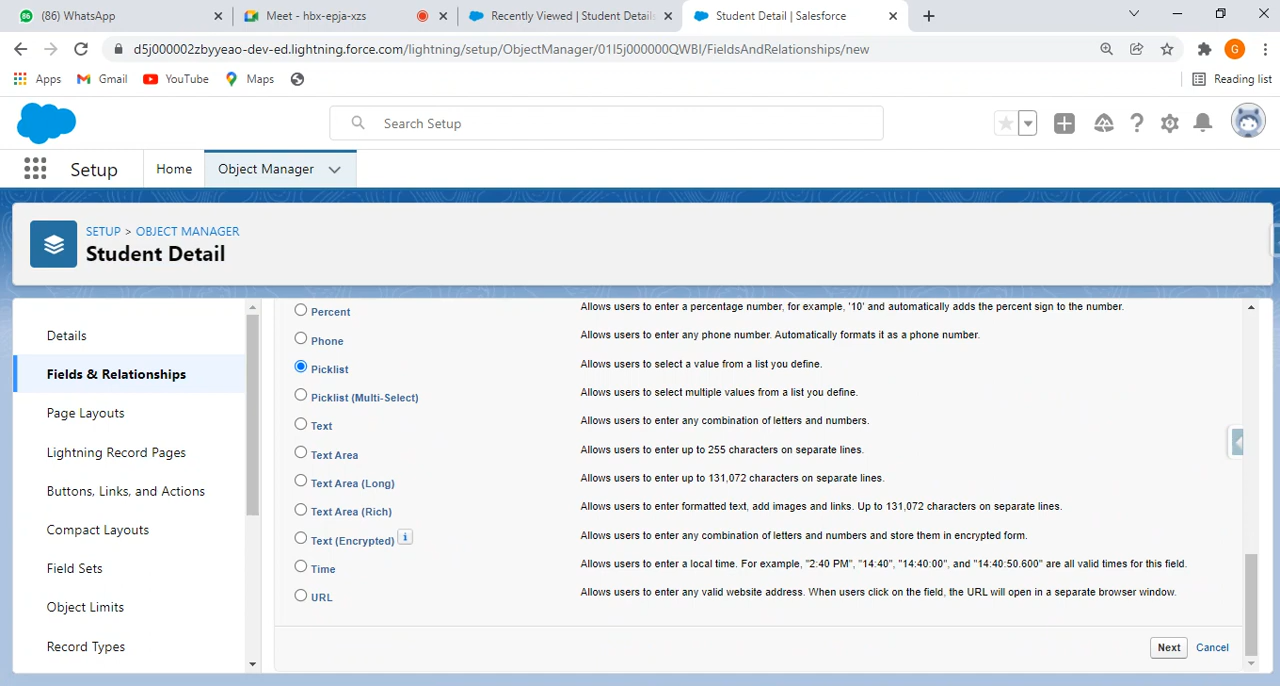 (86) WhatsApp
Meet - hbx-epja-xzs
Recently Viewed | Student Details
Student Detail | Salesforce
d5j000002zbyyeao-dev-ed.lightning.force.com/lightning/setup/ObjectManager/01I5j000000QWBI/FieldsAndRelationships/new
G
Apps
Gmail
YouTube
Maps
Reading list
Search Setup
Setup
Home
Object Manager
SETUP > OBJECT MANAGER
Student Detail
Details
Fields & Relationships
Page Layouts
Lightning Record Pages
Buttons, Links, and Actions
Compact Layouts
Field Sets
Object Limits
Record Types
Percent Allows users to enter a percentage number, for example, '10' and automatically adds the percent sign to the number.
Phone Allows users to enter any phone number. Automatically formats it as a phone number.
Picklist Allows users to select a value from a list you define.
Picklist (Multi-Select) Allows users to select multiple values from a list you define.
Text Allows users to enter any combination of letters and numbers.
Text Area Allows users to enter up to 255 characters on separate lines.
Text Area (Long) Allows users to enter up to 131,072 characters on separate lines.
Text Area (Rich) Allows users to enter formatted text, add images and links. Up to 131,072 characters on separate lines.
Text (Encrypted) i Allows users to enter any combination of letters and numbers and store them in encrypted form.
Time Allows users to enter a local time. For example, "2:40 PM", "14:40", "14:40:00", and "14:40:50.600" are all valid times for this field.
URL Allows users to enter any valid website address. When users click on the field, the URL will open in a separate browser window.
Next Cancel